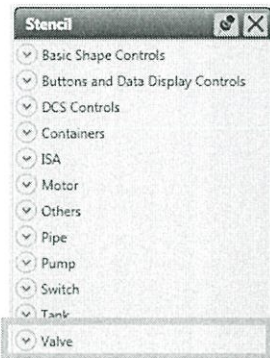 Stencil
Basic Shape Controls
Buttons and Data Display Controls
DCS Controls
Containers
ISA
Motor
Others
Pipe
Pump
Switch
Tank
Valve